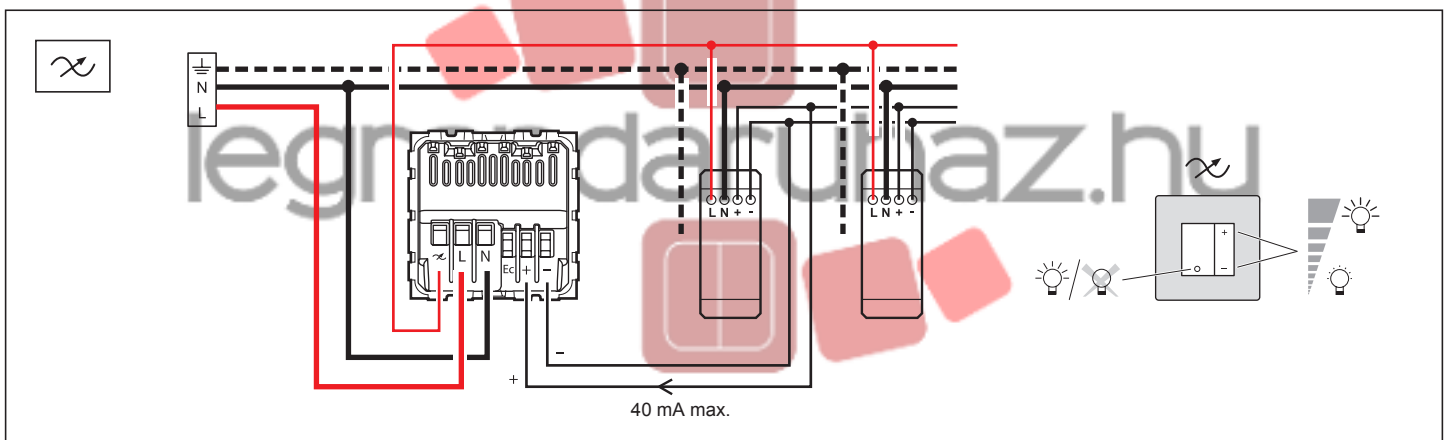 N
L
legrandaruhaz.hu
L N + -
L N + -
L
N
Ec
+
−
+
−
+
−
40 mA max.